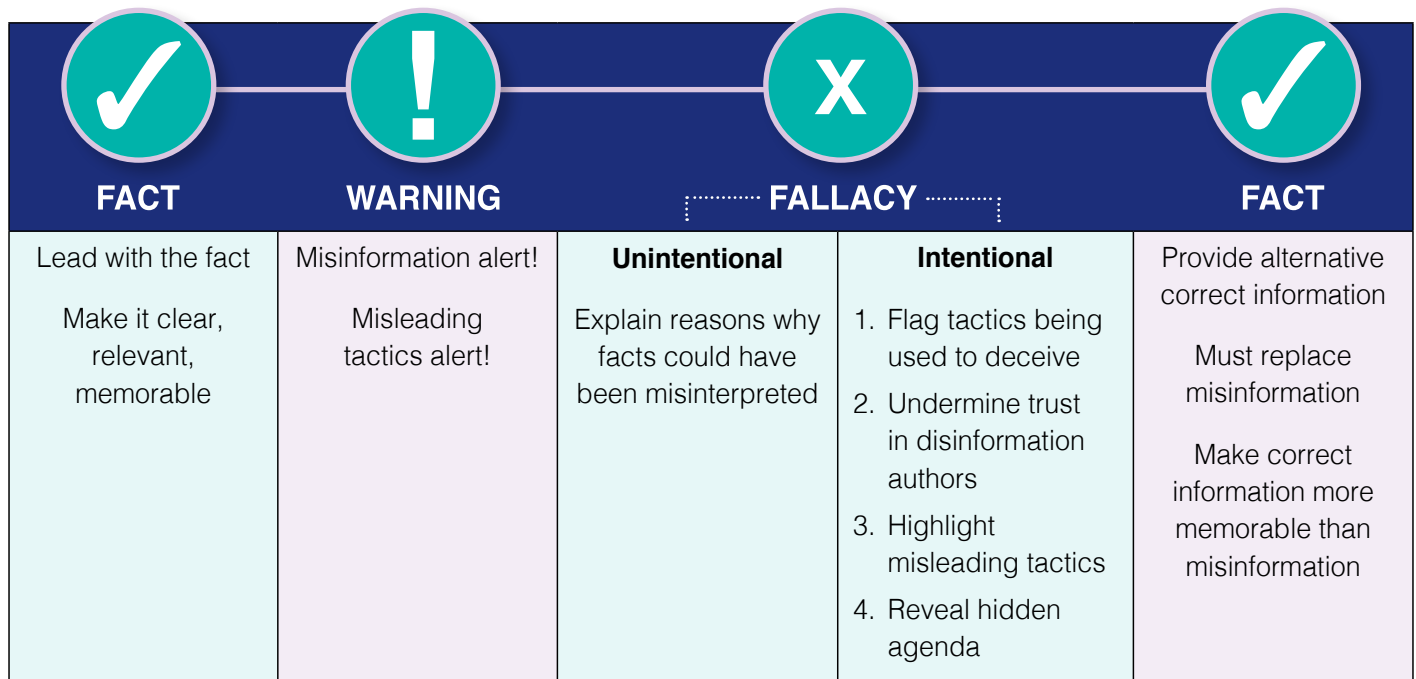 X
!
FACT
WARNING
FALLACY
FACT
Lead with the fact
Make it clear,
relevant,
memorable
Misinformation alert!
Misleading
tactics alert!
Unintentional
Explain reasons why
facts could have
been misinterpreted
Intentional
1. Flag tactics being
used to deceive
2. Undermine trust
in disinformation
authors
3. Highlight
misleading tactics
4. Reveal hidden
agenda
Provide alternative
correct information
Must replace
misinformation
Make correct
information more
memorable than
misinformation